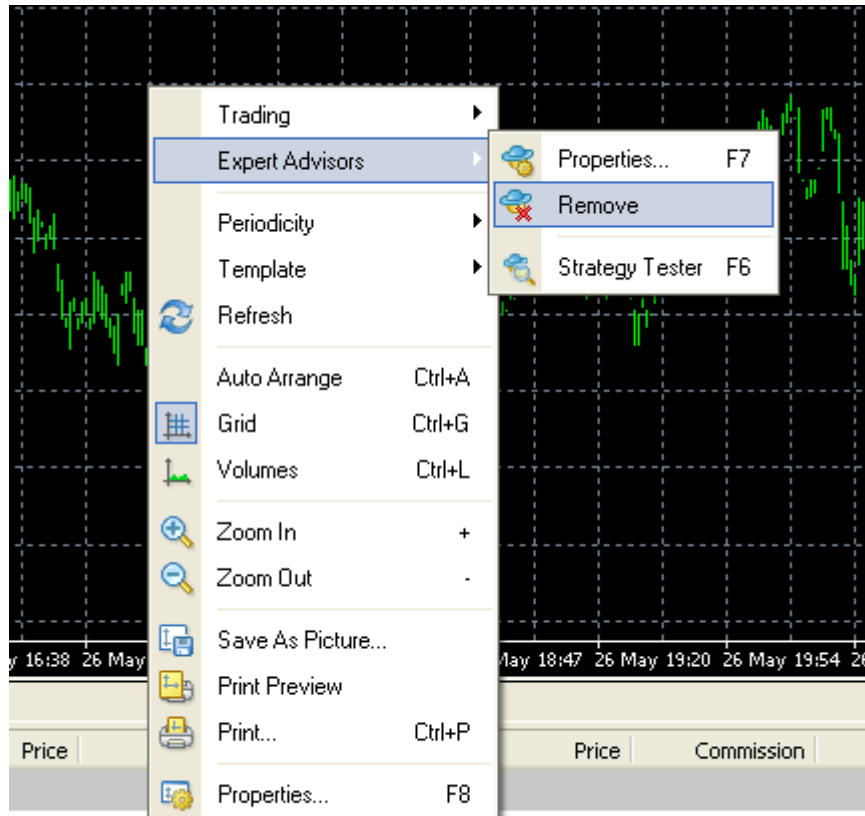 Trading
Expert Advisors
Properties... F7
Remove
Strategy Tester F6
Periodicity
Template
Refresh
Auto Arrange Ctrl+A
Grid Ctrl+G
Volumes Ctrl+L
Zoom In +
Zoom Out -
Save As Picture...
16:38 26 May 18:47 26 May 19:20 26 May 19:54
Print Preview
Print... Ctrl+P
Price Price Commission
Properties... F8